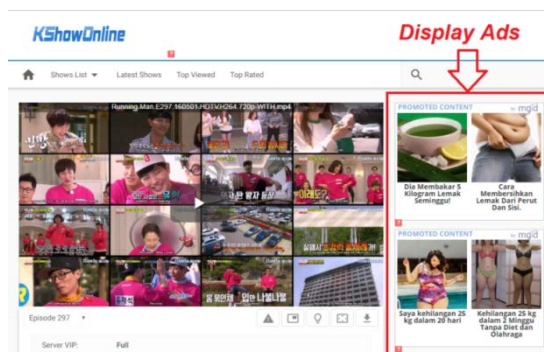 KShowOnline
Display Ads
Shows List
Latest Shows
Top Viewed
Top Rated
Running.Man.E297.160501.HDTV.H264.720p-WITH.mp4
PROMOTED CONTENT
by mgid
Dia Membakar 5
Kilogram Lemak
Seminggu!
Cara
Membersihkan
Lemak Dari Perut
Dan Sisi.
PROMOTED CONTENT
by mgid
Saya kehilangan 25
kg dalam 20 hari
Kehilangan 25 kg
dalam 2 Minggu
Tanpa Diet dan
Olahraga
Episode 297
Server VIP:
Full